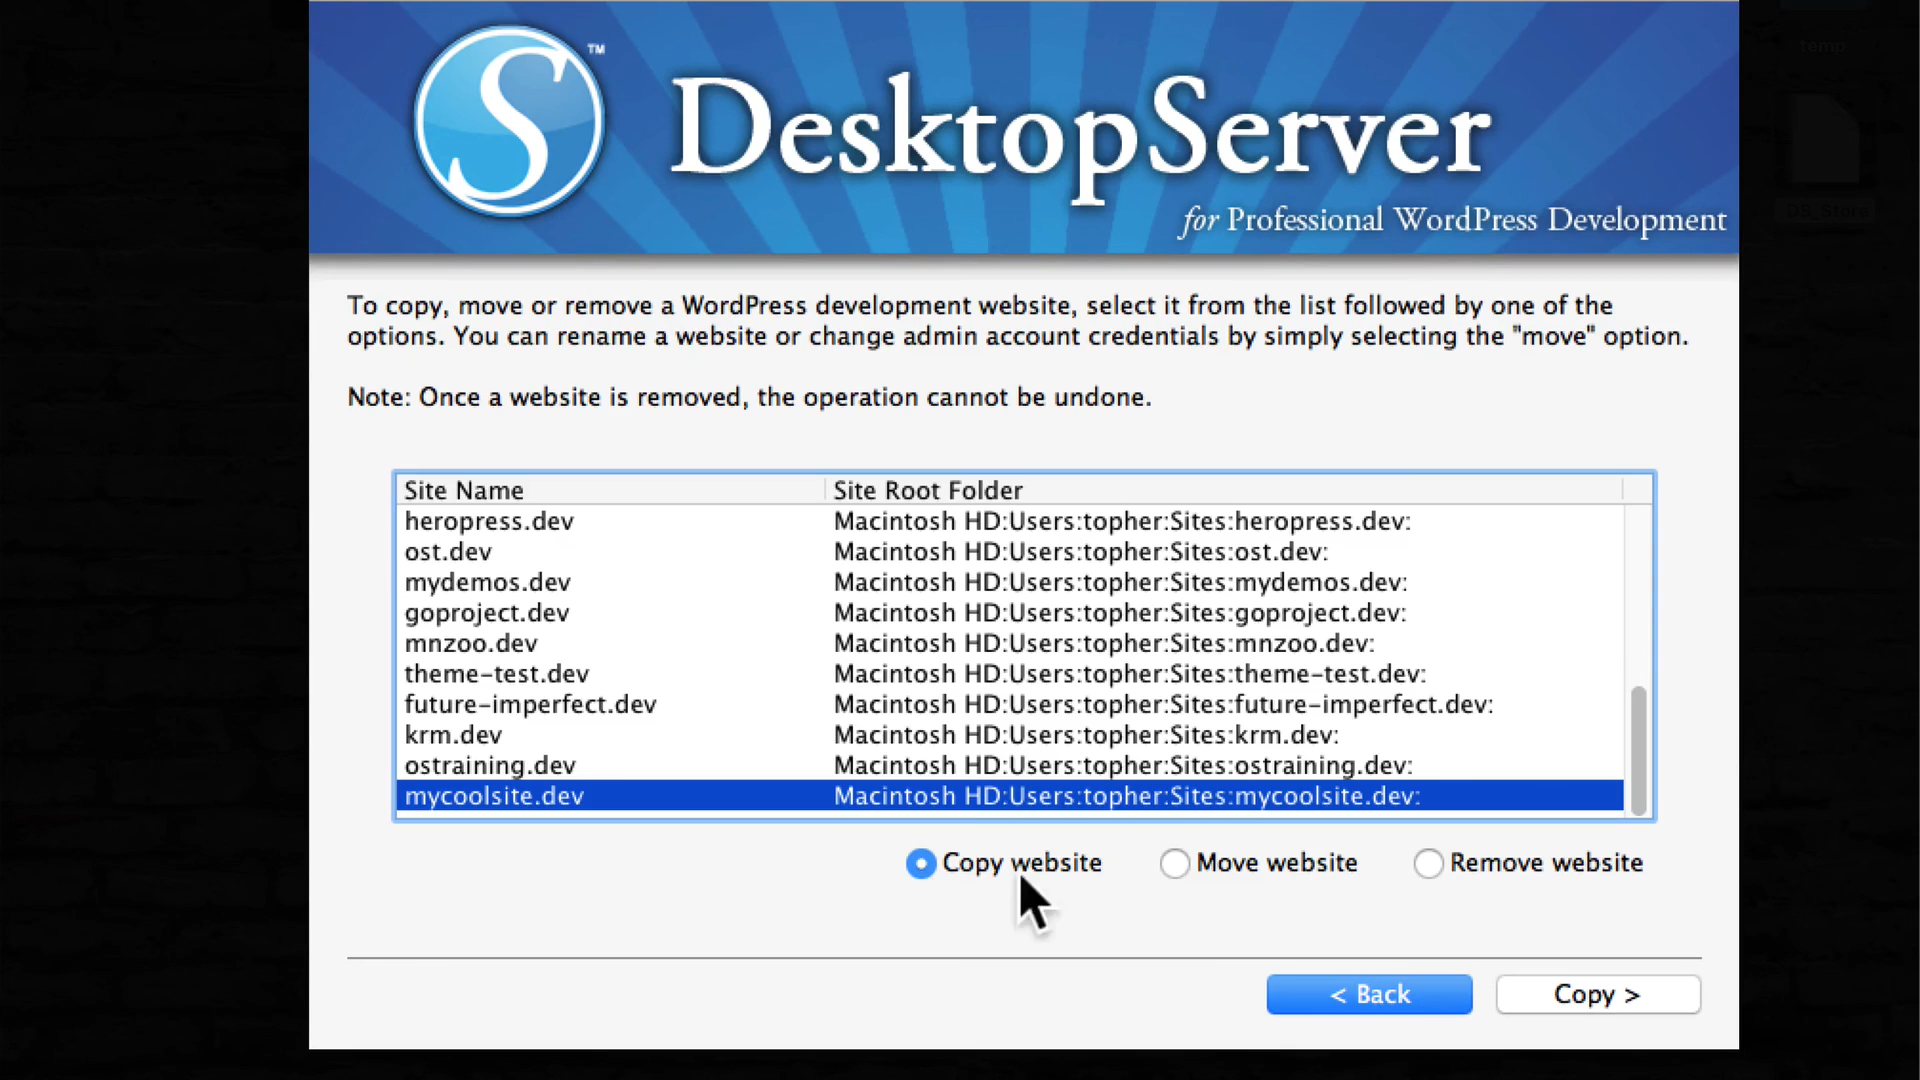 temp
S ™
DesktopServer
for Professional WordPress Development
DS_Store
To copy, move or remove a WordPress development website, select it from the list followed by one of the
options. You can rename a website or change admin account credentials by simply selecting the "move" option.
Note: Once a website is removed, the operation cannot be undone.
Site Name Site Root Folder
heropress.dev Macintosh HD:Users:topher:Sites:heropress.dev:
ost.dev Macintosh HD:Users:topher:Sites:ost.dev:
mydemos.dev Macintosh HD:Users:topher:Sites:mydemos.dev:
goproject.dev Macintosh HD:Users:topher:Sites:goproject.dev:
mnzoo.dev Macintosh HD:Users:topher:Sites:mnzoo.dev:
theme-test.dev Macintosh HD:Users:topher:Sites:theme-test.dev:
future-imperfect.dev Macintosh HD:Users:topher:Sites:future-imperfect.dev:
krm.dev Macintosh HD:Users:topher:Sites:krm.dev:
ostraining.dev Macintosh HD:Users:topher:Sites:ostraining.dev:
mycoolsite.dev Macintosh HD:Users:topher:Sites:mycoolsite.dev:
Copy website Move website Remove website
< Back Copy >